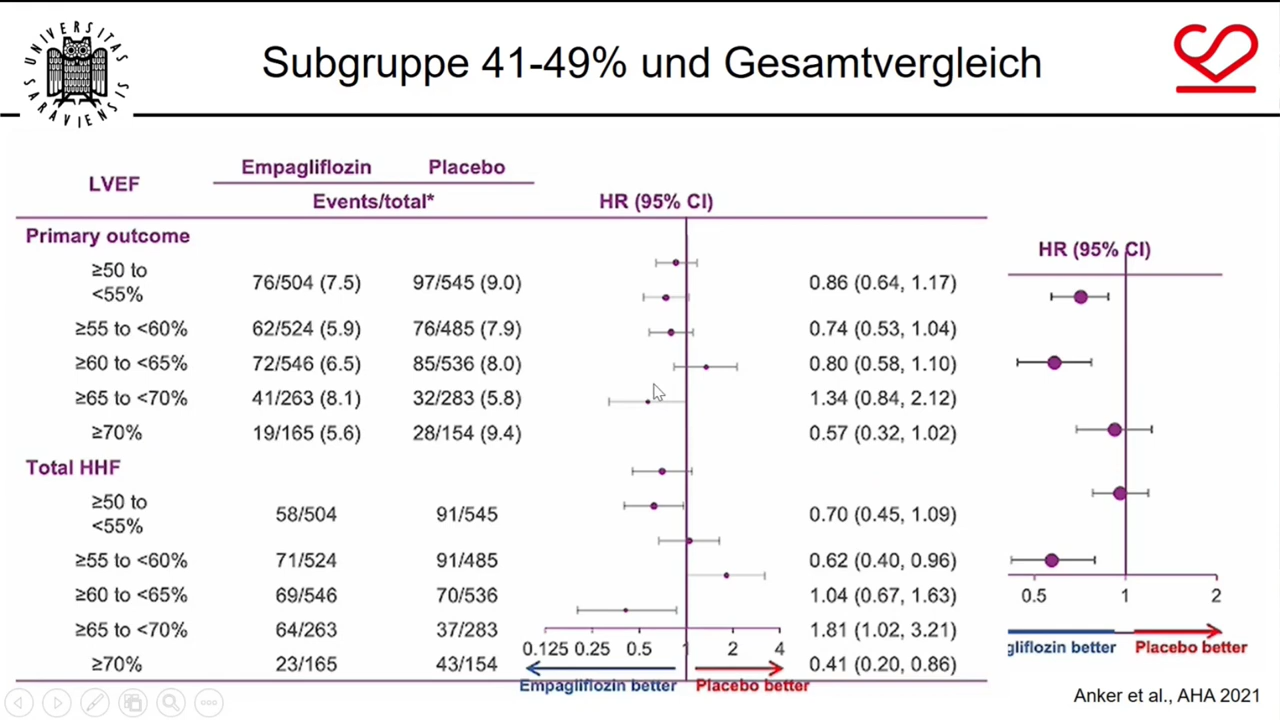 UNIVERSITAS
SARAVIENSIS
Subgruppe 41-49% und Gesamtvergleich
LVEF
Empagliflozin Placebo
Events/total*
HR (95% CI)
Primary outcome
≥50 to
<55%
76/504 (7.5) 97/545 (9.0) 0.86 (0.64, 1.17)
≥55 to <60% 62/524 (5.9) 76/485 (7.9) 0.74 (0.53, 1.04)
≥60 to <65% 72/546 (6.5) 85/536 (8.0) 0.80 (0.58, 1.10)
≥65 to <70% 41/263 (8.1) 32/283 (5.8) 1.34 (0.84, 2.12)
≥70% 19/165 (5.6) 28/154 (9.4) 0.57 (0.32, 1.02)
Total HHF
≥50 to
<55%
58/504 91/545 0.70 (0.45, 1.09)
≥55 to <60% 71/524 91/485 0.62 (0.40, 0.96)
≥60 to <65% 69/546 70/536 1.04 (0.67, 1.63)
≥65 to <70% 64/263 37/283 1.81 (1.02, 3.21)
≥70% 23/165 43/154 0.41 (0.20, 0.86)
0.125 0.25 0.5 1 2 4
Empagliflozin better Placebo better
HR (95% CI)
0.5 1 2
gliflozin better Placebo better
Anker et al., AHA 2021